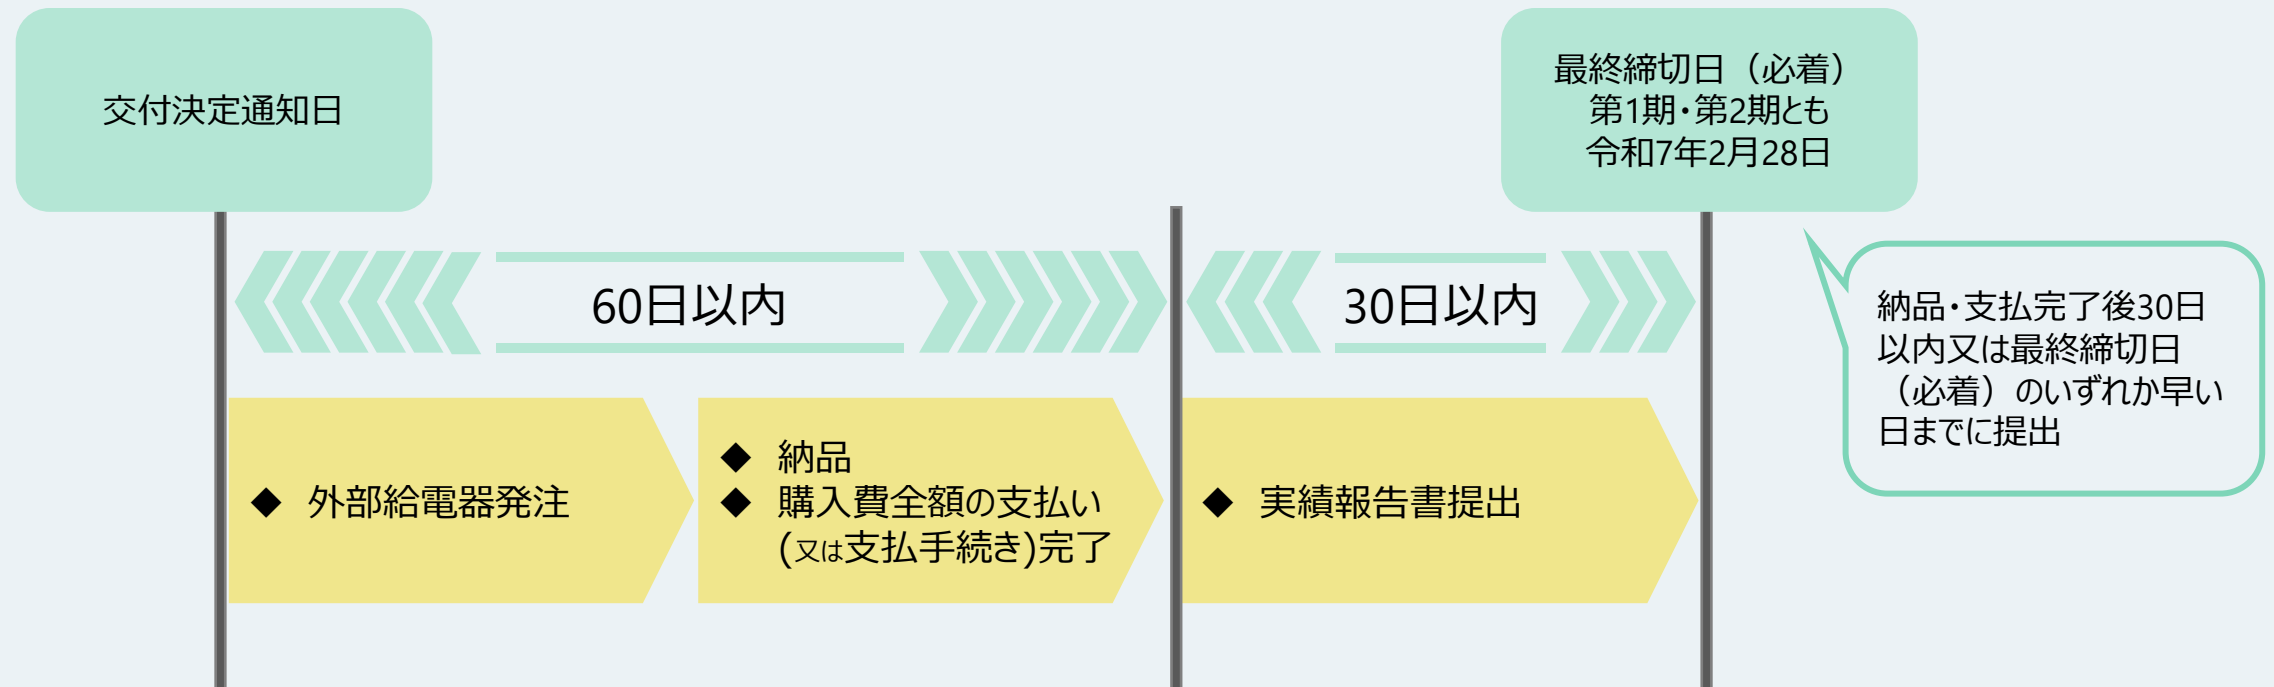 交付決定通知日
最終締切日（必着）
第1期・第2期とも
令和7年2月28日
60日以内
30日以内
納品・支払完了後30日
以内又は最終締切日
（必着）のいずれか早い
日までに提出
◆ 外部給電器発注
◆ 納品
◆ 購入費全額の支払い
(又は支払手続き)完了
◆ 実績報告書提出